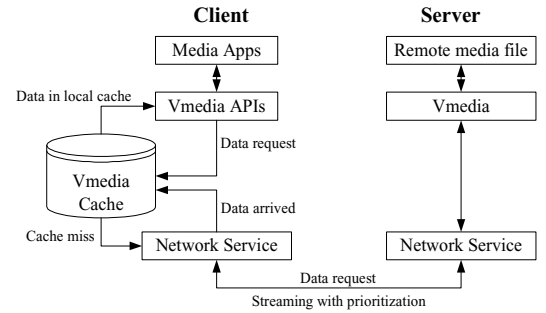 Client
Server
Media Apps
Remote media file
Data in local cache
Vmedia APIs
Vmedia
Data request
Vmedia
Cache
Data arrived
Cache miss
Network Service
Network Service
Data request
Streaming with prioritization